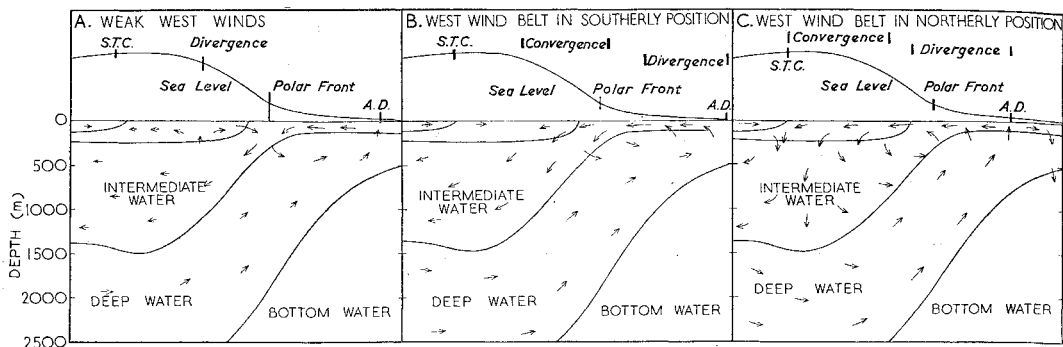 A. WEAK WEST WINDS
S.T.C.
Divergence
Sea Level
Polar Front
A.D.
0
500
1000
1500
2000
2500
DEPTH (m)
INTERMEDIATE
WATER
DEEP WATER
BOTTOM WATER
B. WEST WIND BELT IN SOUTHERLY POSITION
S.T.C.
Convergence
Divergence
Sea Level
Polar Front
A.D.
INTERMEDIATE
WATER
DEEP WATER
BOTTOM WATER
C. WEST WIND BELT IN NORTHERLY POSITION
Convergence
S.T.C.
Divergence
Sea Level
Polar Front
A.D.
INTERMEDIATE
WATER
DEEP WATER
BOTTOM WATER